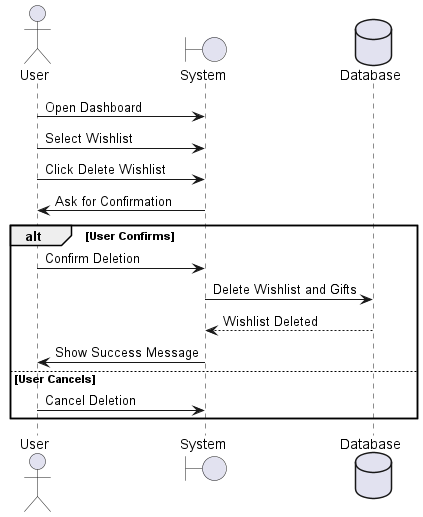 User System Database
Open Dashboard
Select Wishlist
Click Delete Wishlist
Ask for Confirmation
alt [User Confirms]
Confirm Deletion
Delete Wishlist and Gifts
Wishlist Deleted
Show Success Message
[User Cancels]
Cancel Deletion
User System Database